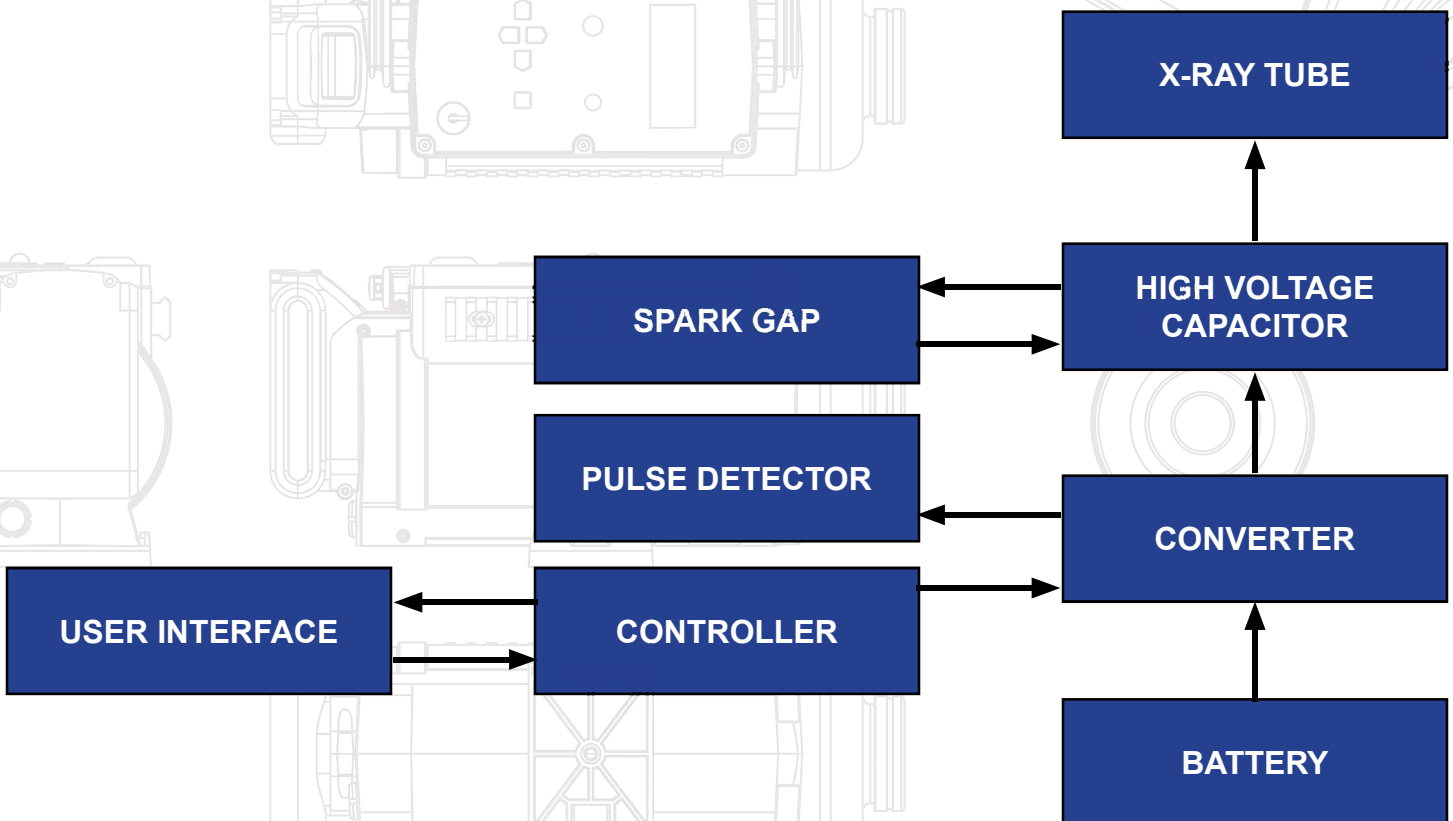 X-RAY TUBE
HIGH VOLTAGE
CAPACITOR
SPARK GAP
PULSE DETECTOR
CONVERTER
USER INTERFACE
CONTROLLER
BATTERY